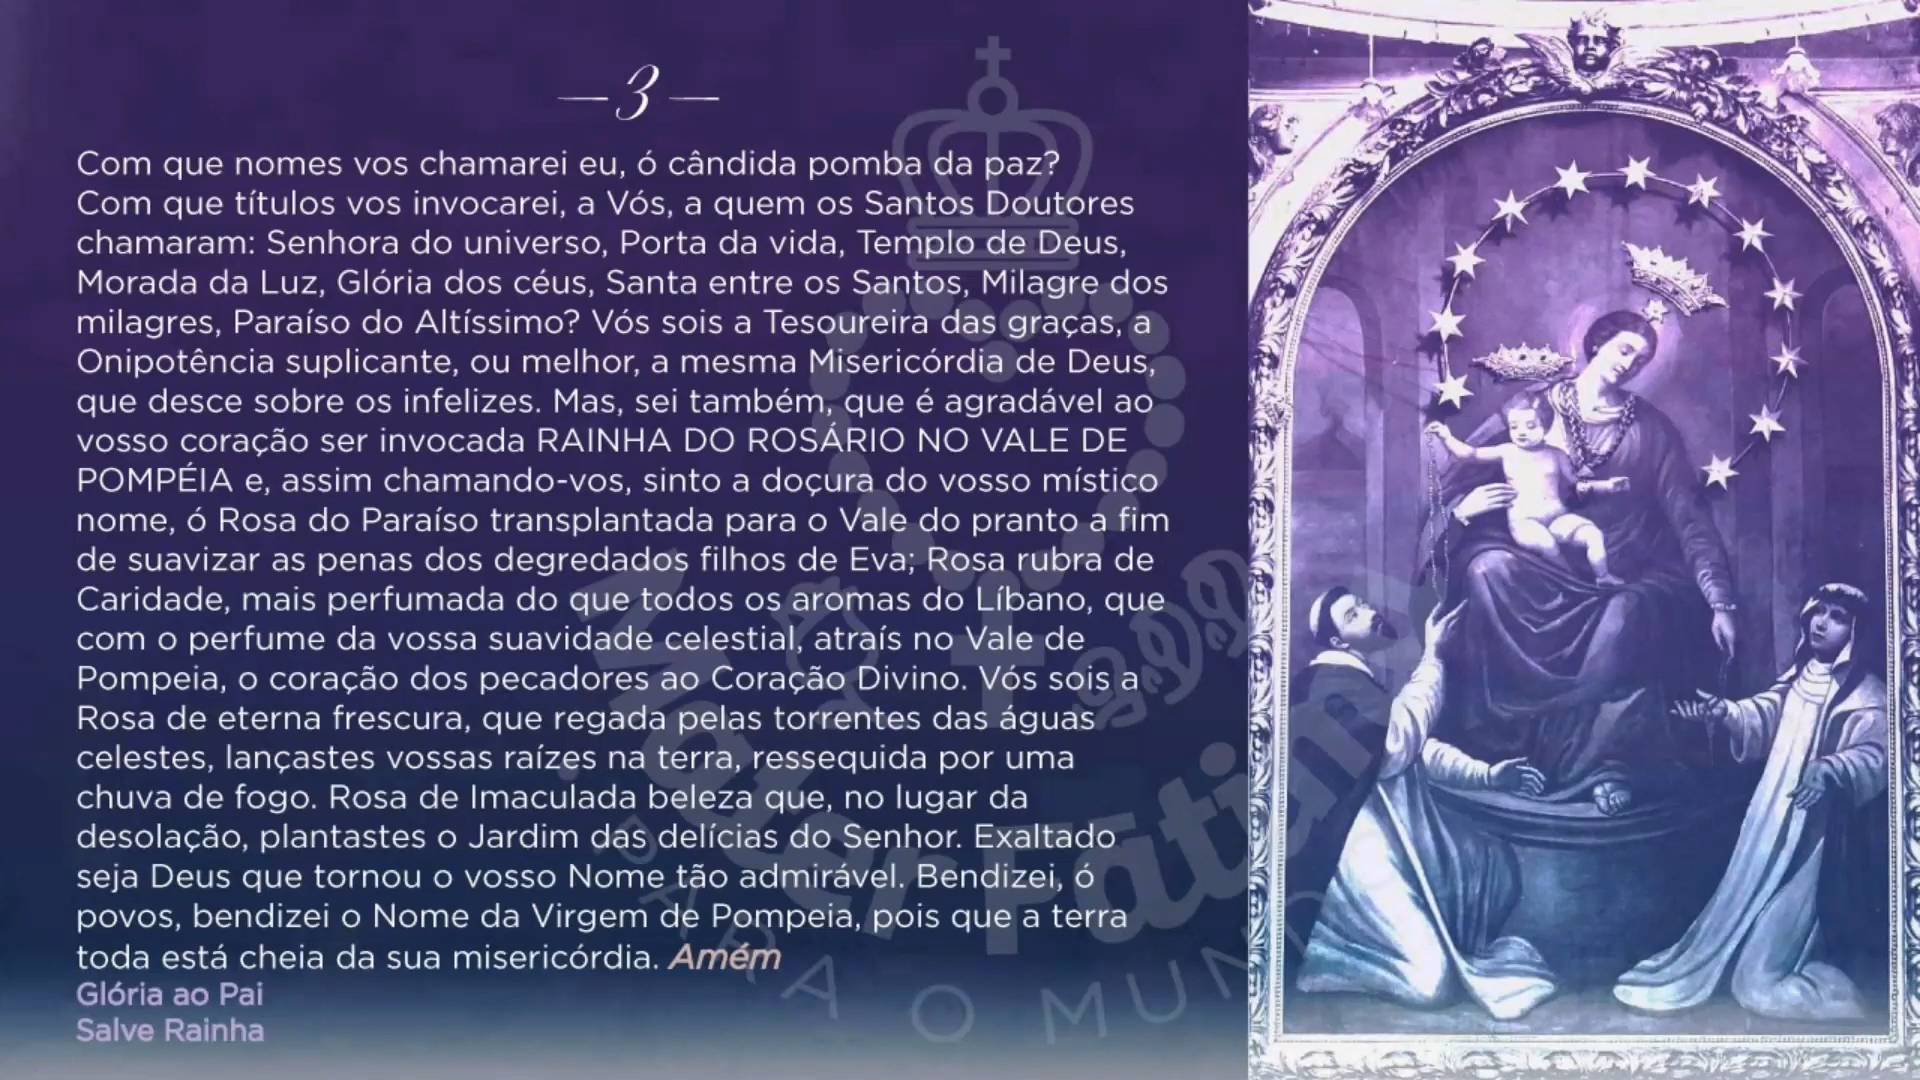 — 3 —
Com que nomes vos chamarei eu, ó cândida pomba da paz?
Com que títulos vos invocarei, a Vós, a quem os Santos Doutores
chamaram: Senhora do universo, Porta da vida, Templo de Deus,
Morada da Luz, Glória dos céus, Santa entre os Santos, Milagre dos
milagres, Paraíso do Altíssimo? Vós sois a Tesoureira das graças, a
Onipotência suplicante, ou melhor, a mesma Misericórdia de Deus,
que desce sobre os infelizes. Mas, sei também, que é agradável ao
vosso coração ser invocada RAINHA DO ROSÁRIO NO VALE DE
POMPÉIA e, assim chamando-vos, sinto a doçura do vosso místico
nome, ó Rosa do Paraíso transplantada para o Vale do pranto a fim
de suavizar as penas dos degredados filhos de Eva; Rosa rubra de
Caridade, mais perfumada do que todos os aromas do Líbano, que
com o perfume da vossa suavidade celestial, atraís no Vale de
Pompeia, o coração dos pecadores ao Coração Divino. Vós sois a
Rosa de eterna frescura, que regada pelas torrentes das águas
celestes, lançastes vossas raízes na terra, ressequida por uma
chuva de fogo. Rosa de Imaculada beleza que, no lugar da
desolação, plantastes o Jardim das delícias do Senhor. Exaltado
seja Deus que tornou o vosso Nome tão admirável. Bendizei, ó
povos, bendizei o Nome da Virgem de Pompeia, pois que a terra
toda está cheia da sua misericórdia. Amém
Glória ao Pai
Salve Rainha
Fátima
PARA O MUNDO